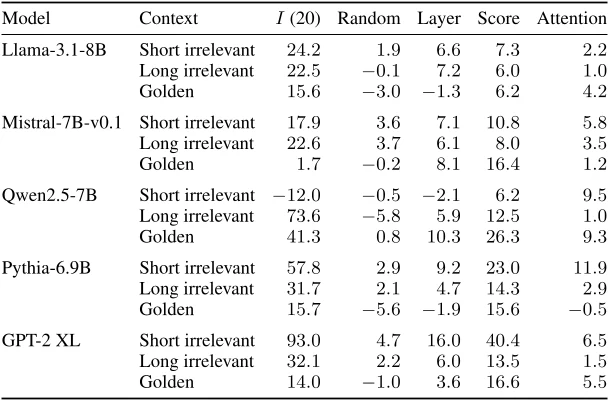 Model Context I (20) Random Layer Score Attention
Llama-3.1-8B Short irrelevant 24.2 1.9 6.6 7.3 2.2
Long irrelevant 22.5 −0.1 7.2 6.0 1.0
Golden 15.6 −3.0 −1.3 6.2 4.2
Mistral-7B-v0.1 Short irrelevant 17.9 3.6 7.1 10.8 5.8
Long irrelevant 22.6 3.7 6.1 8.0 3.5
Golden 1.7 −0.2 8.1 16.4 1.2
Qwen2.5-7B Short irrelevant −12.0 −0.5 −2.1 6.2 9.5
Long irrelevant 73.6 −5.8 5.9 12.5 1.0
Golden 41.3 0.8 10.3 26.3 9.3
Pythia-6.9B Short irrelevant 57.8 2.9 9.2 23.0 11.9
Long irrelevant 31.7 2.1 4.7 14.3 2.9
Golden 15.7 −5.6 −1.9 15.6 −0.5
GPT-2 XL Short irrelevant 93.0 4.7 16.0 40.4 6.5
Long irrelevant 32.1 2.2 6.0 13.5 1.5
Golden 14.0 −1.0 3.6 16.6 5.5